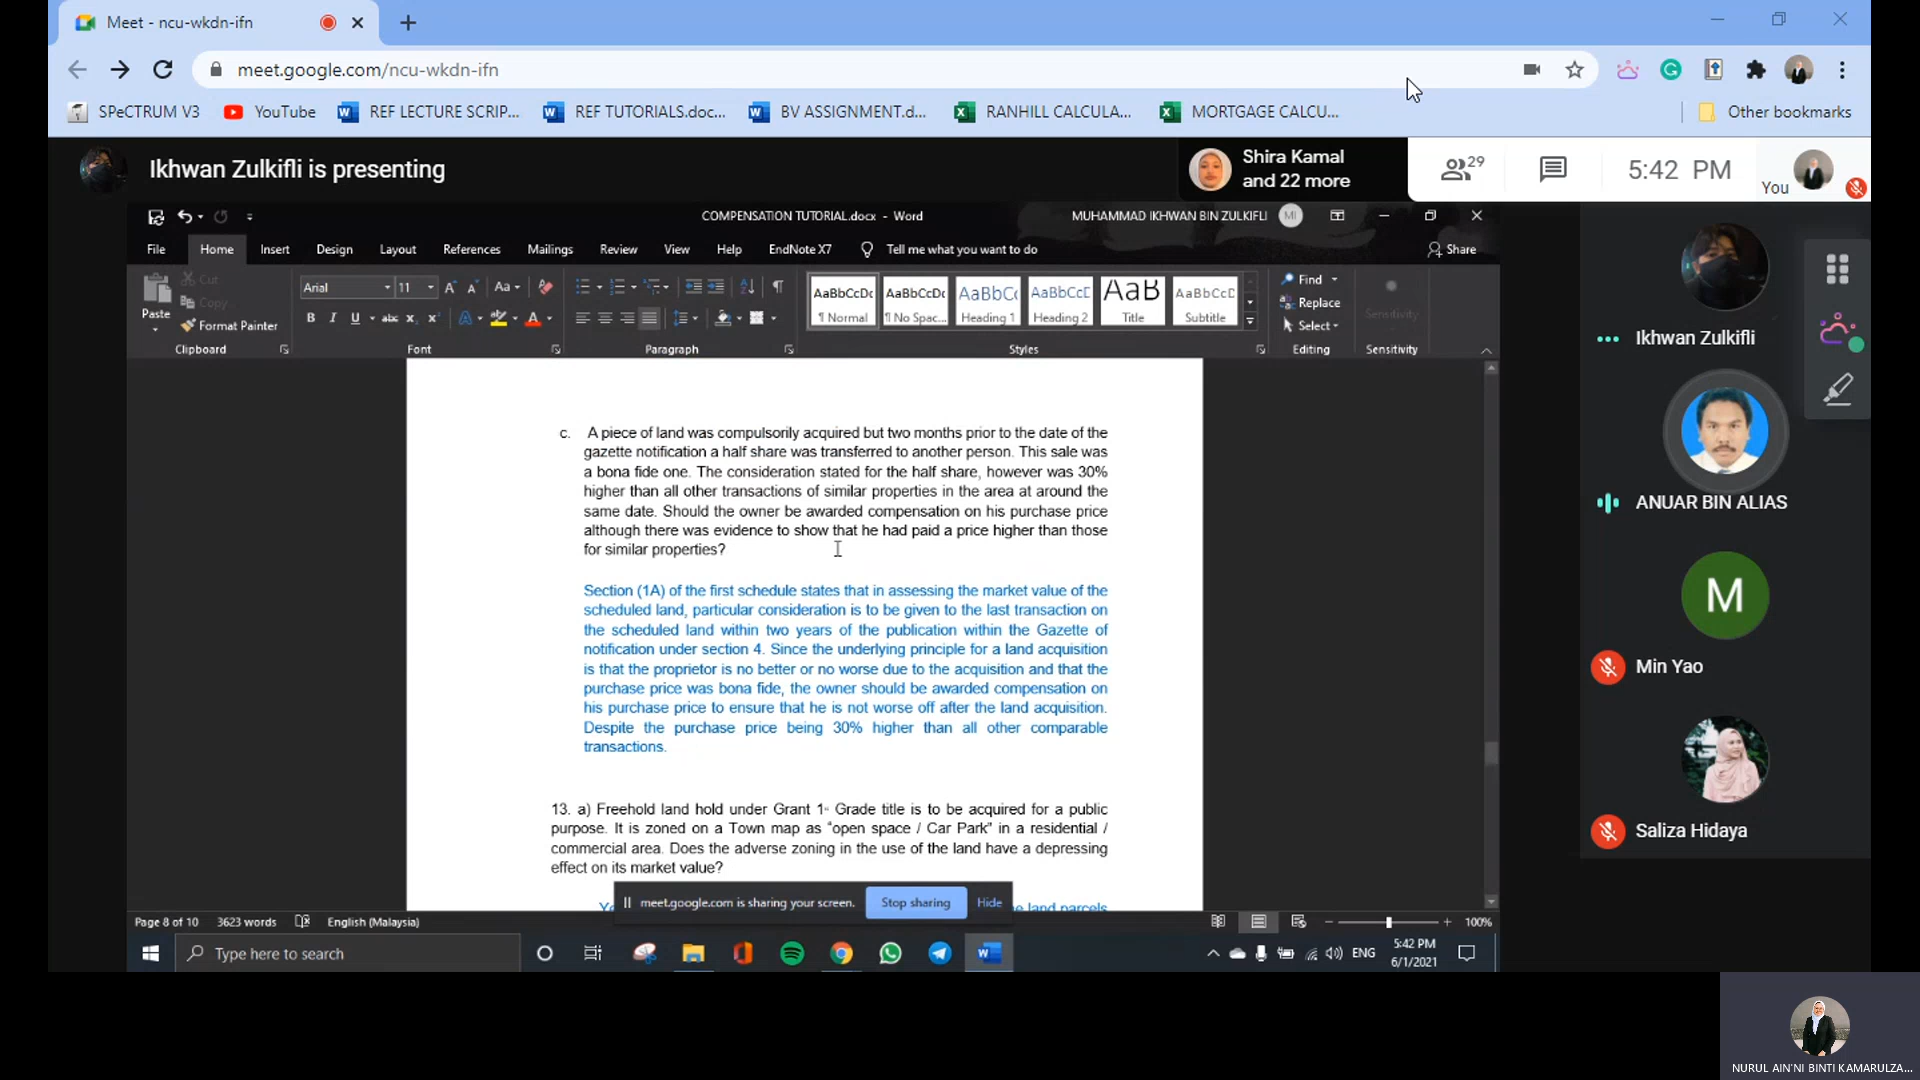 Meet - ncu-wkdn-ifn
meet.google.com/ncu-wkdn-ifn
SPeCTRUM V3
YouTube
REF LECTURE SCRIP...
REF TUTORIALS.doc...
BV ASSIGNMENT.d...
RANHILL CALCULA...
MORTGAGE CALCU...
Other bookmarks
Ikhwan Zulkifli is presenting
Shira Kamal
and 22 more
29
5:42 PM
You
COMPENSATION TUTORIAL.docx - Word
MUHAMMAD IKHWAN BIN ZULKIFLI
MI
File Home Insert Design Layout References Mailings Review View Help EndNote X7 Tell me what you want to do
Share
Paste
Cut
Copy
Format Painter
Clipboard
Arial 11
Font
Paragraph
AaBbCcDc AaBbCcDc AaBbC( AaBbCcC AaB AaBbCcC
¶ Normal ¶ No Spac... Heading 1 Heading 2 Title Subtitle
Styles
Find
Replace
Select
Editing
Sensitivity
Sensitivity
c. A piece of land was compulsorily acquired but two months prior to the date of the
gazette notification a half share was transferred to another person. This sale was
a bona fide one. The consideration stated for the half share, however was 30%
higher than all other transactions of similar properties in the area at around the
same date. Should the owner be awarded compensation on his purchase price
although there was evidence to show that he had paid a price higher than those
for similar properties?
Section (1A) of the first schedule states that in assessing the market value of the
scheduled land, particular consideration is to be given to the last transaction on
the scheduled land within two years of the publication within the Gazette of
notification under section 4. Since the underlying principle for a land acquisition
is that the proprietor is no better or no worse due to the acquisition and that the
purchase price was bona fide, the owner should be awarded compensation on
his purchase price to ensure that he is not worse off after the land acquisition.
Despite the purchase price being 30% higher than all other comparable
transactions.
13. a) Freehold land hold under Grant 1st Grade title is to be acquired for a public
purpose. It is zoned on a Town map as “open space / Car Park” in a residential /
commercial area. Does the adverse zoning in the use of the land have a depressing
effect on its market value?
land parcels
meet.google.com is sharing your screen.
Stop sharing
Hide
Page 8 of 10 3623 words English (Malaysia)
100%
Type here to search
ENG
5:42 PM
6/1/2021
Ikhwan Zulkifli
ANUAR BIN ALIAS
M
Min Yao
Saliza Hidaya
NURUL AIN'NI BINTI KAMARULZA...